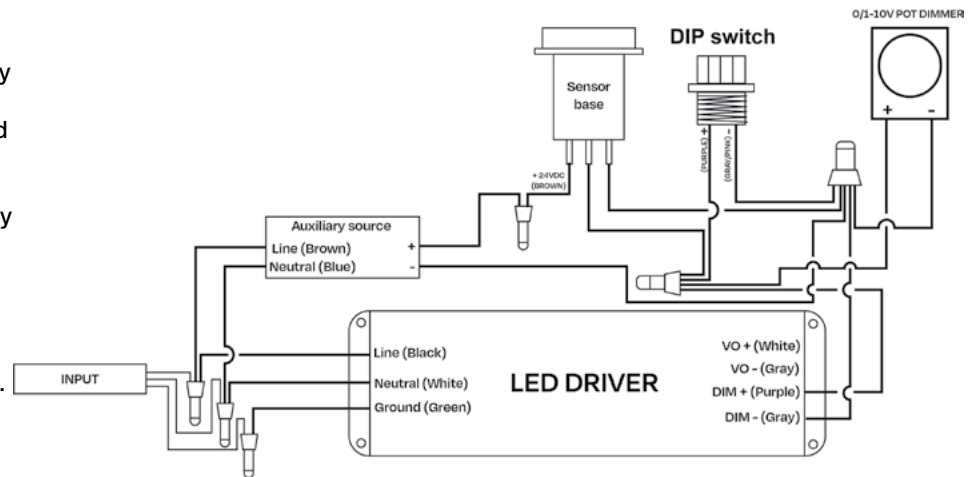 0/1-10V POT DIMMER
DIP switch
y
Sensor
base
+ -
d
(PURPLE) +
(GRAY/PINK) -
+ 24VDC
(BROWN)
y
Auxiliary source
Line (Brown) +
Neutral (Blue) -
Line (Black)
VO + (White)
VO - (Gray)
INPUT
.
Neutral (White)
LED DRIVER
DIM + (Purple)
Ground (Green)
DIM - (Gray)